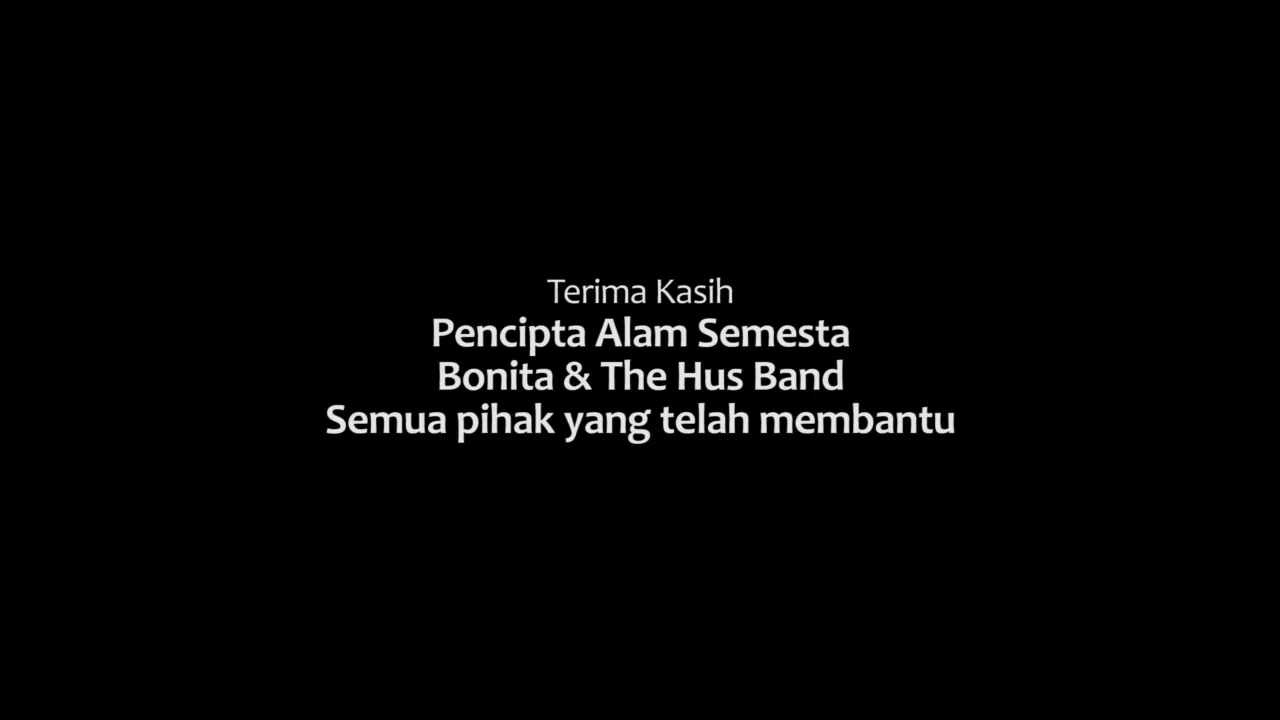 Terima Kasih
Pencipta Alam Semesta
Bonita & The Hus Band
Semua pihak yang telah membantu